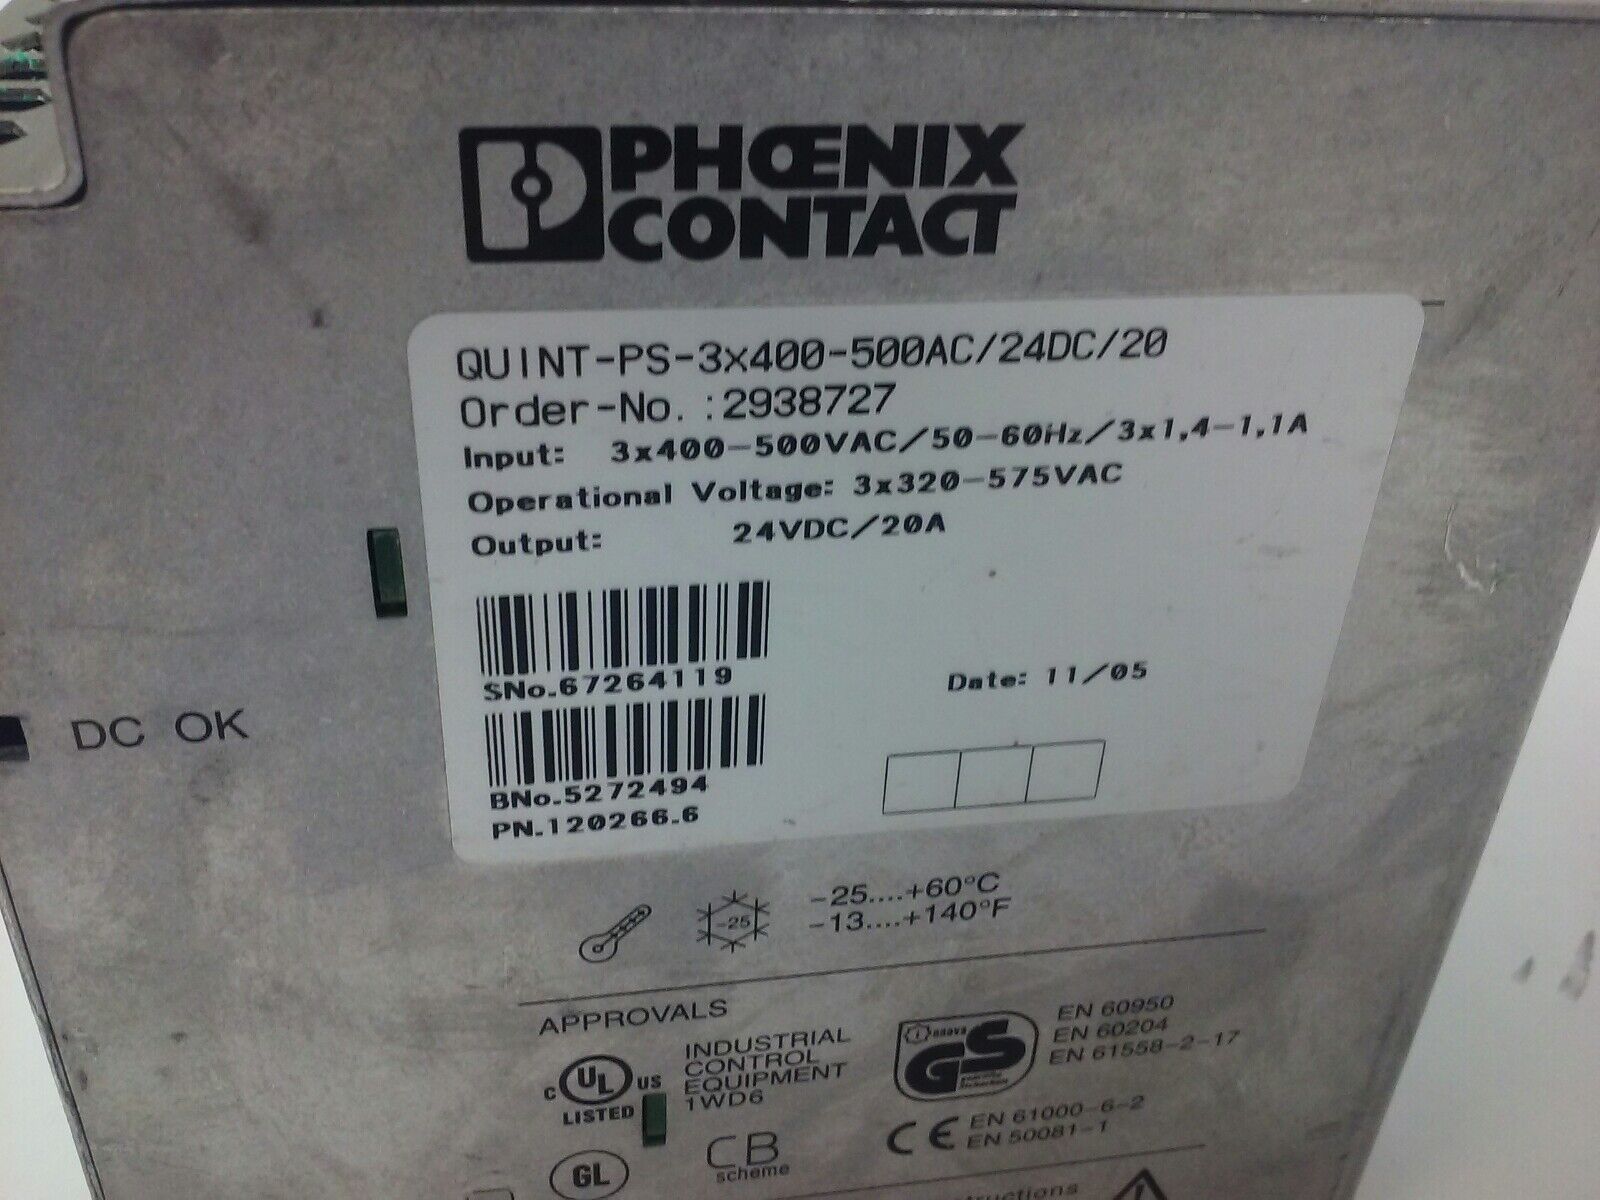 PHŒNIX
CONTACT
QUINT-PS-3x400-500AC/24DC/20
Order-No.:2938727
Input: 3x400-500VAC/50-60Hz/3x1,4-1,1A
Operational Voltage: 3x320-575VAC
Output: 24VDC/20A
SNo.67264119
Date: 11/05
DC OK
BNo.5272494
PN.120266.6
-25
-25....+60°C
-13....+140°F
APPROVALS
C UL US
LISTED
INDUSTRIAL
CONTROL
EQUIPMENT
1WD6
GS
EN 60950
EN 60204
EN 61558-2-17
CE
EN 61000-6-2
EN 50081-1
GL
CB
scheme